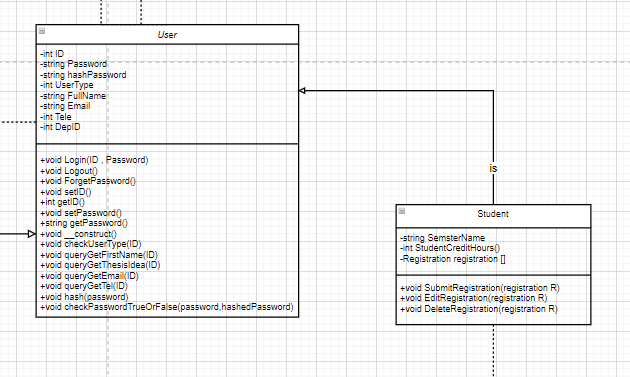 User
-int ID
-string Password
-string hashPassword
-int UserType
-string FullName
-string Email
-int Tele
-int DepID
+void Login(ID , Password)
+void Logout()
+void ForgetPassword()
+void setID()
+int getID()
+void setPassword()
+string getPassword()
+void __construct()
+void checkUserType(ID)
+void queryGetFirstName(ID)
+void queryGetThesisIdea(ID)
+void queryGetEmail(ID)
+void queryGetTel(ID)
+void hash(password)
+void checkPasswordTrueOrFalse(password,hashedPassword)
is
Student
-string SemsterName
-int StudentCreditHours()
-Registration registration []
+void SubmitRegistration(registration R)
+void EditRegistration(registration R)
+void DeleteRegistration(registration R)